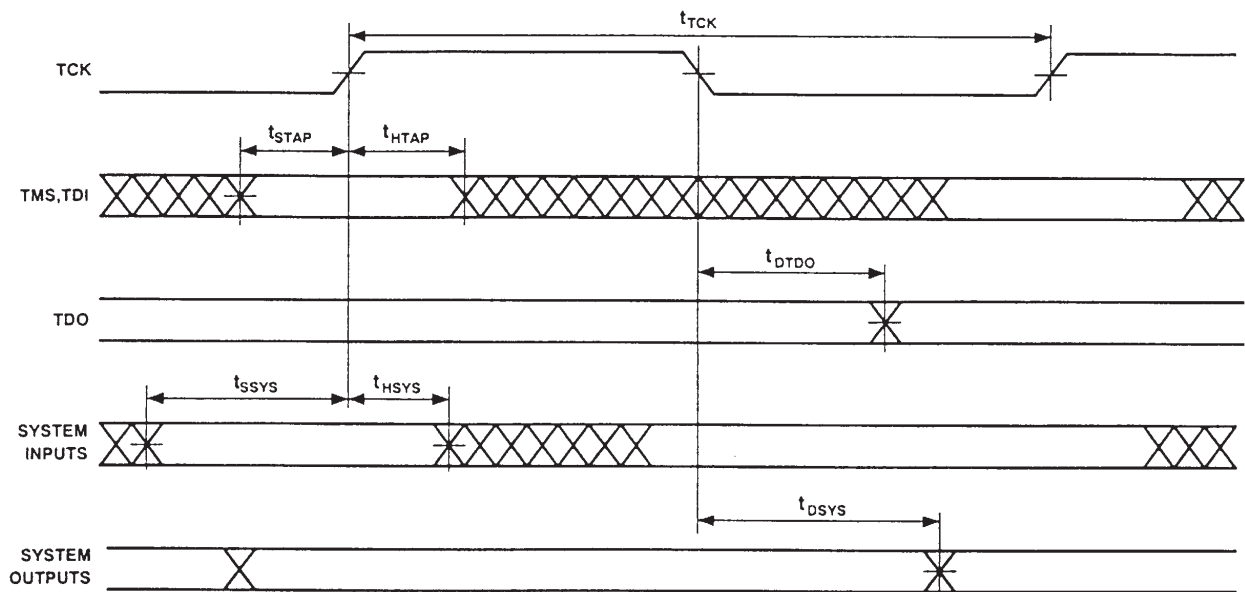 tTCK
TCK
tSTAP
tHTAP
TMS,TDI
tDTDO
TDO
tSSYS
tHSYS
SYSTEM
INPUTS
tDSYS
SYSTEM
OUTPUTS